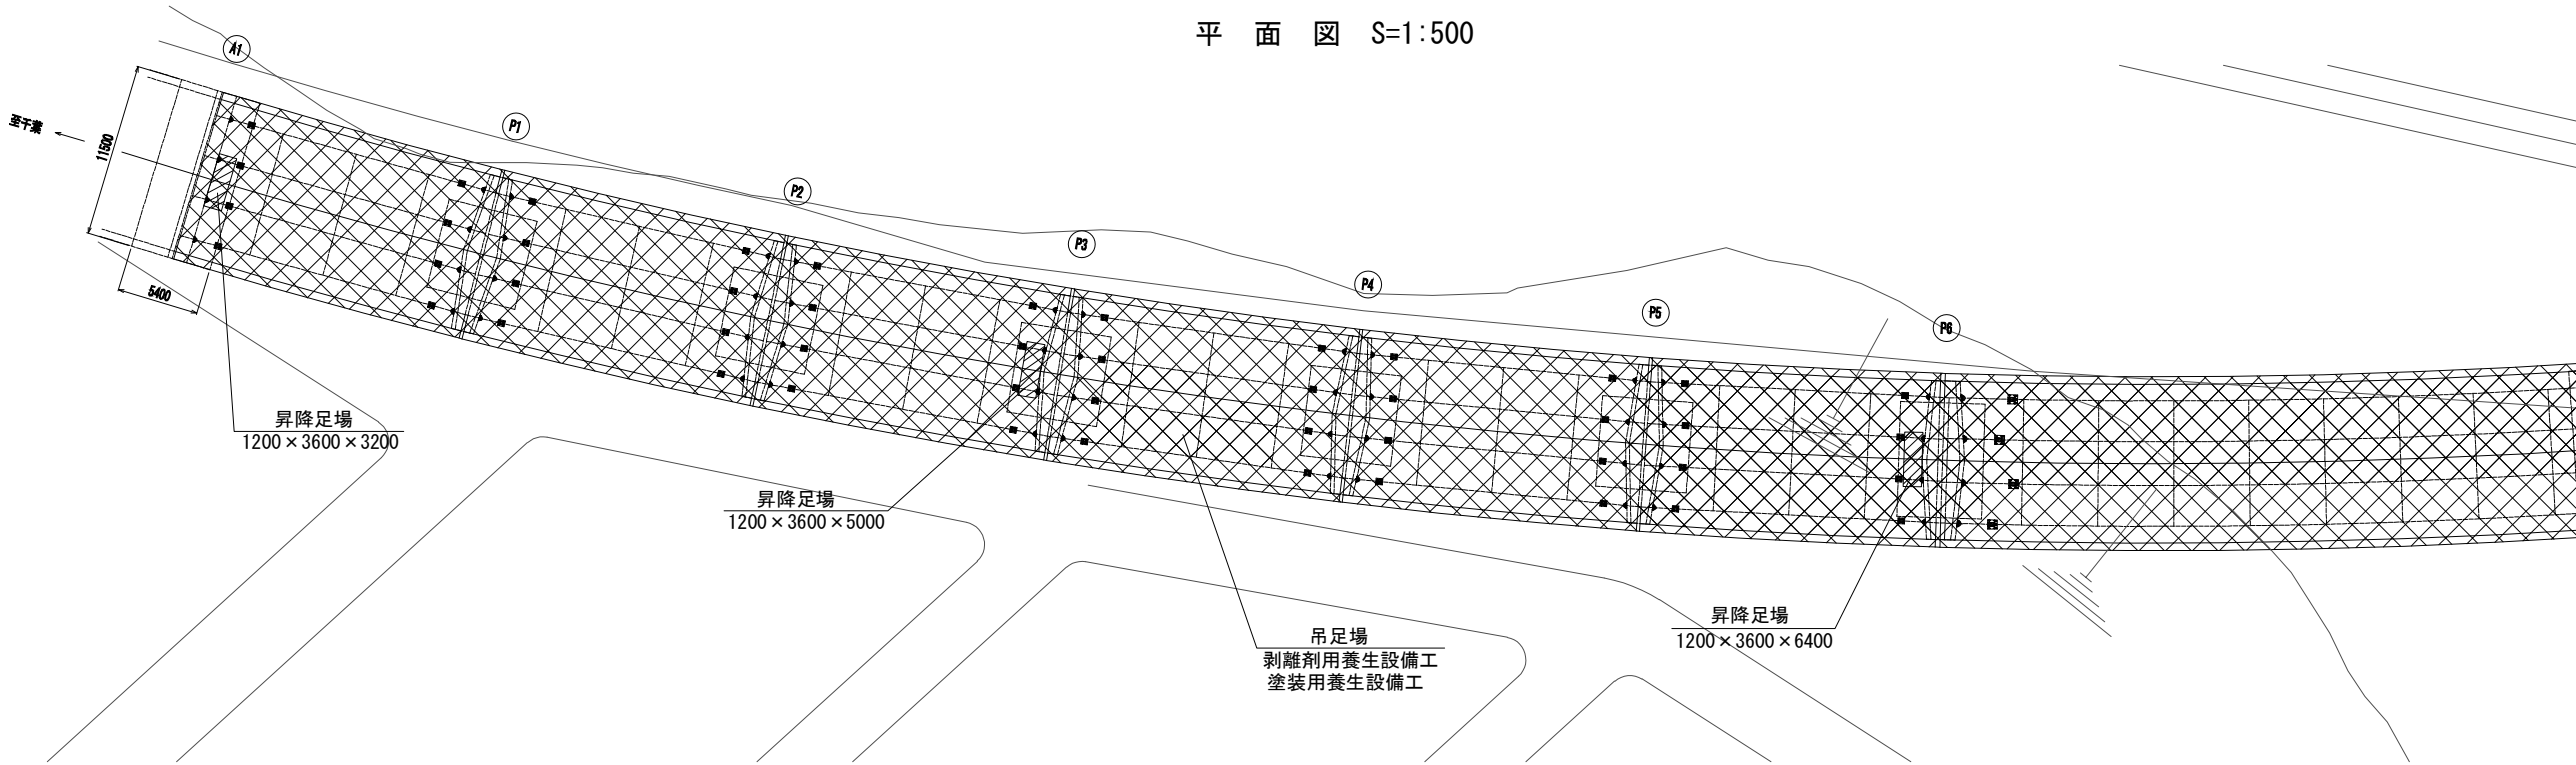 平 面 図 S=1:500
A1
P1
P2
P3
P4
P5
P6
至千葉
11500
5400
昇降足場
1200×3600×3200
昇降足場
1200×3600×5000
吊足場
剥離剤用養生設備工
塗装用養生設備工
昇降足場
1200×3600×6400